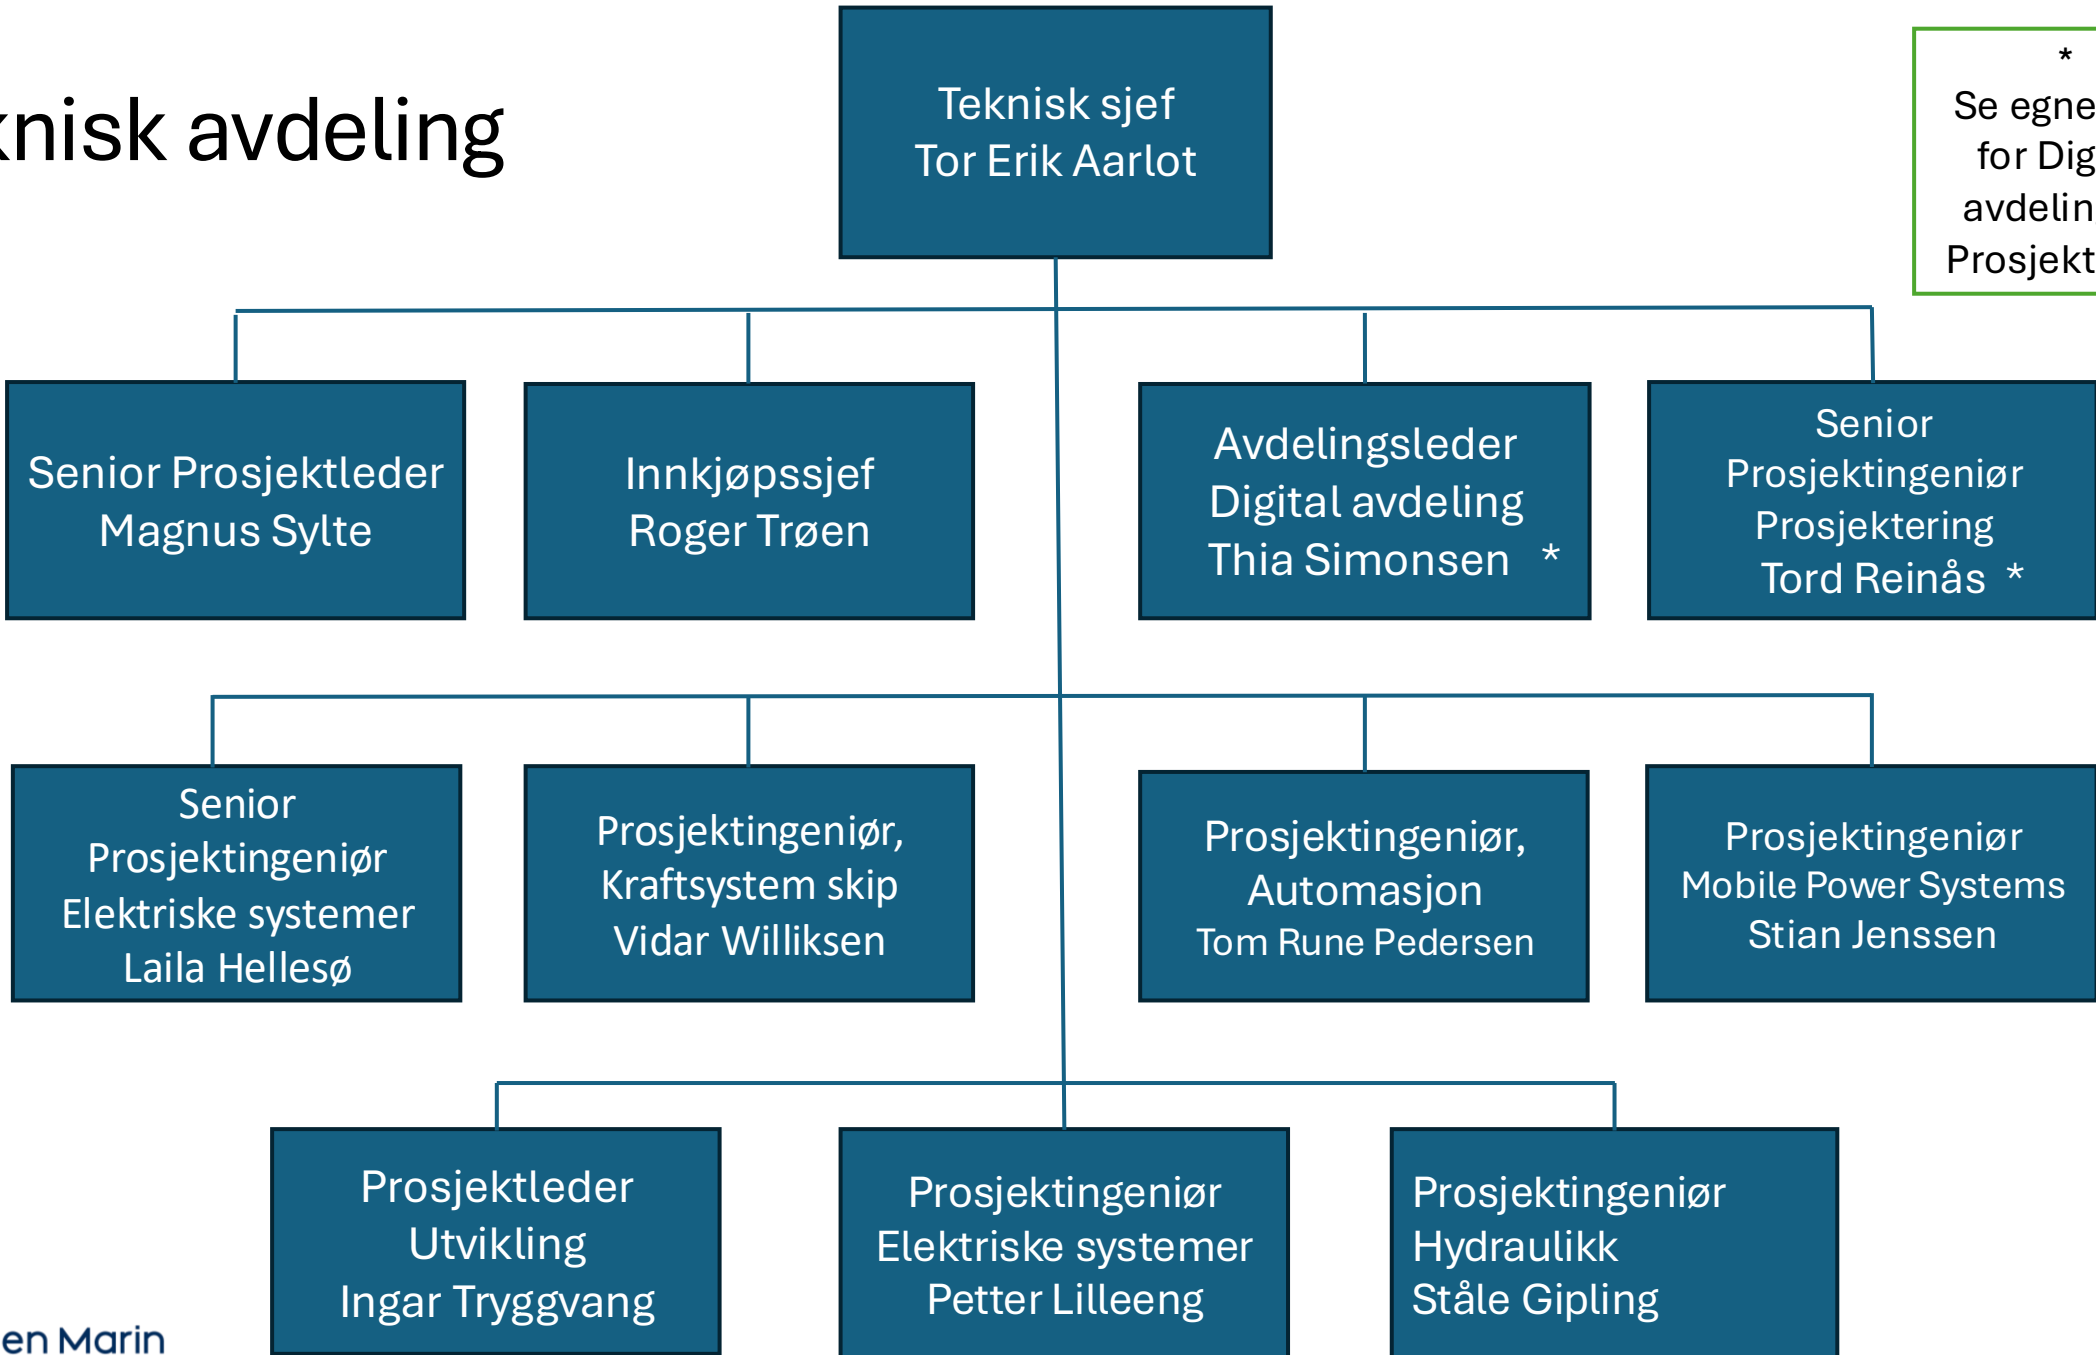 knisk avdeling
Teknisk sjef
Tor Erik Aarlot
*
Se egne
for Dig
avdelin
Prosjekt
Senior Prosjektleder
Magnus Sylte
Innkjøpssjef
Roger Trøen
Avdelingsleder
Digital avdeling
Thia Simonsen *
Senior
Prosjektingeniør
Prosjektering
Tord Reinås *
Senior
Prosjektingeniør
Elektriske systemer
Laila Hellesø
Prosjektingeniør,
Kraftsystem skip
Vidar Williksen
Prosjektingeniør,
Automasjon
Tom Rune Pedersen
Prosjektingeniør
Mobile Power Systems
Stian Jenssen
Prosjektleder
Utvikling
Ingar Tryggvang
Prosjektingeniør
Elektriske systemer
Petter Lilleeng
Prosjektingeniør
Hydraulikk
Ståle Gipling
en Marin